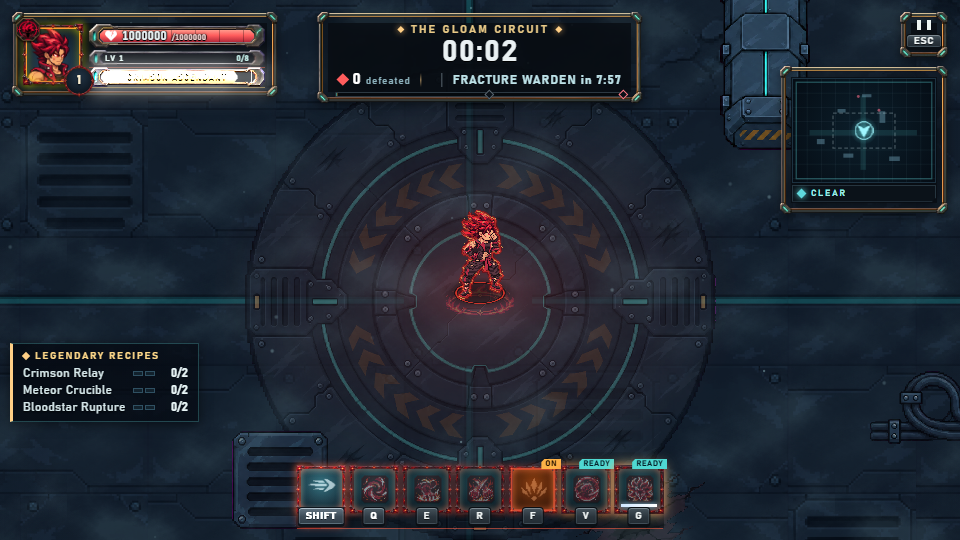 1000000 /1000000
LV 1 0/8
1
THE GLOAM CIRCUIT
00:02
0 defeated | FRACTURE WARDEN in 7:57
ESC
CLEAR
LEGENDARY RECIPES
Crimson Relay 0/2
Meteor Crucible 0/2
Bloodstar Rupture 0/2
ON READY READY
SHIFT Q E R F V G